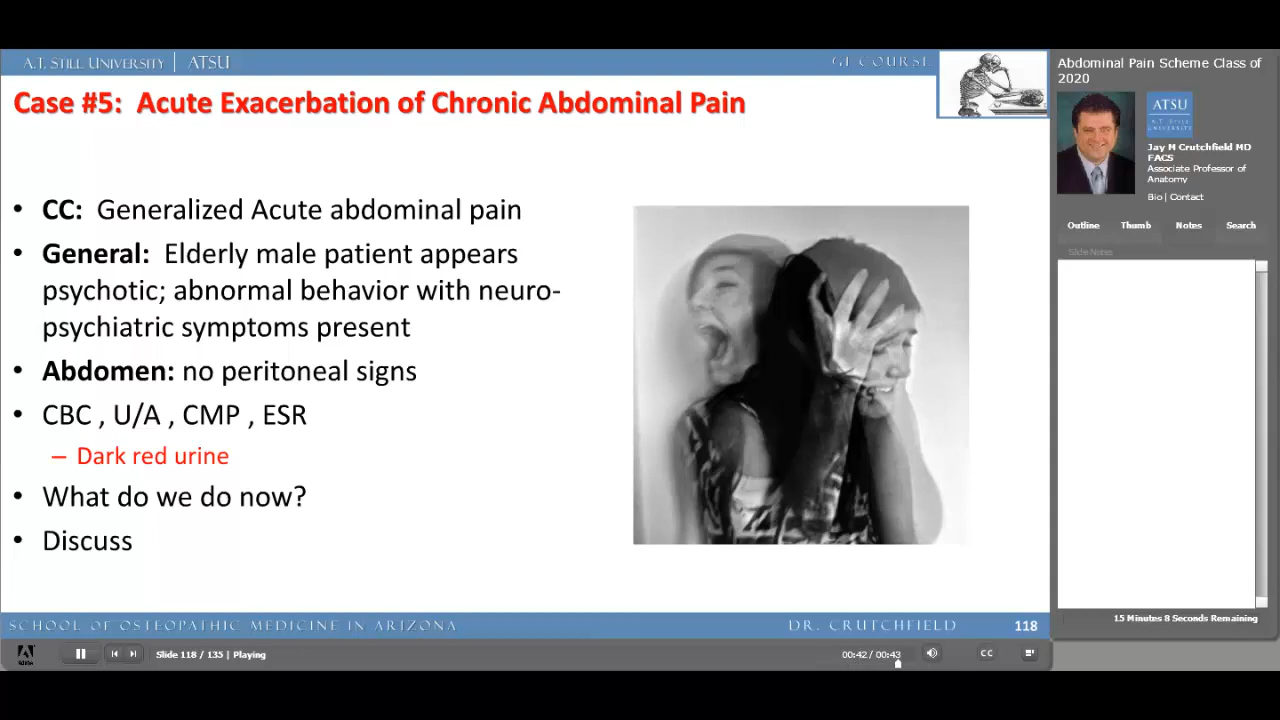 A.T. STILL UNIVERSITY | ATSU
GI COURSE
Case #5: Acute Exacerbation of Chronic Abdominal Pain
• CC: Generalized Acute abdominal pain
• General: Elderly male patient appears
psychotic; abnormal behavior with neuro-
psychiatric symptoms present
• Abdomen: no peritoneal signs
• CBC , U/A , CMP , ESR
– Dark red urine
• What do we do now?
• Discuss
SCHOOL OF OSTEOPATHIC MEDICINE IN ARIZONA
DR. CRUTCHFIELD
118
Slide 118 / 135 | Playing
00:42 / 00:43
CC
Abdominal Pain Scheme Class of
2020
ATSU
A.T. STILL
UNIVERSITY
Jay M Crutchfield MD
FACS
Associate Professor of
Anatomy
Bio | Contact
Outline
Thumb
Notes
Search
Slide Notes
15 Minutes 8 Seconds Remaining